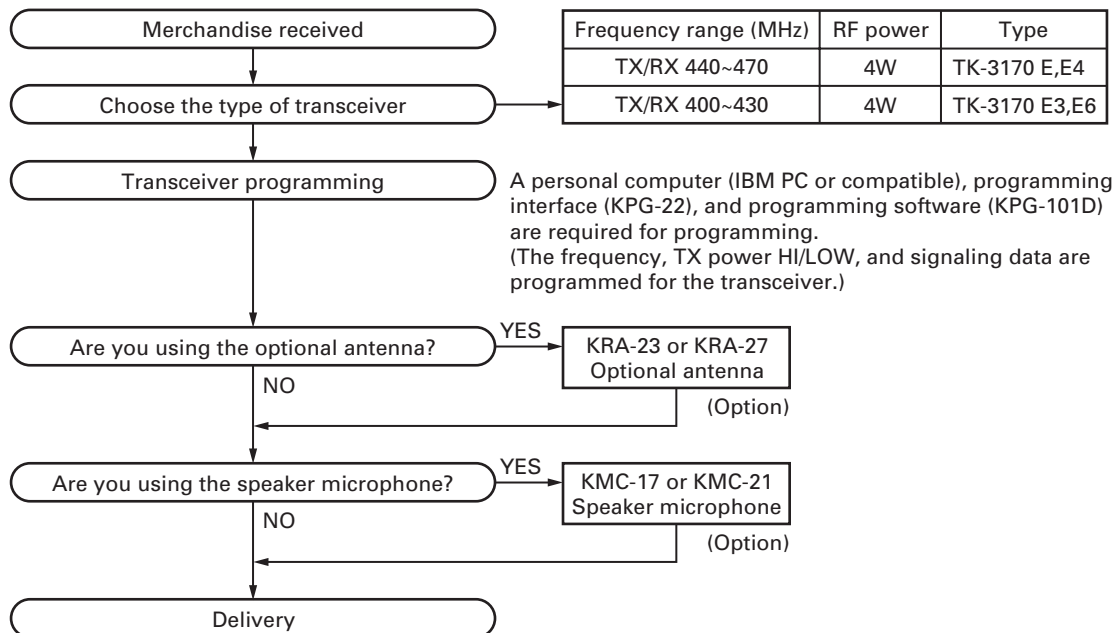 Merchandise received
Frequency range (MHz) RF power Type
TX/RX 440~470 4W TK-3170 E,E4
TX/RX 400~430 4W TK-3170 E3,E6
Choose the type of transceiver
Transceiver programming
A personal computer (IBM PC or compatible), programming
interface (KPG-22), and programming software (KPG-101D)
are required for programming.
(The frequency, TX power HI/LOW, and signaling data are
programmed for the transceiver.)
Are you using the optional antenna?
YES
KRA-23 or KRA-27
Optional antenna
(Option)
NO
Are you using the speaker microphone?
YES
KMC-17 or KMC-21
Speaker microphone
(Option)
NO
Delivery